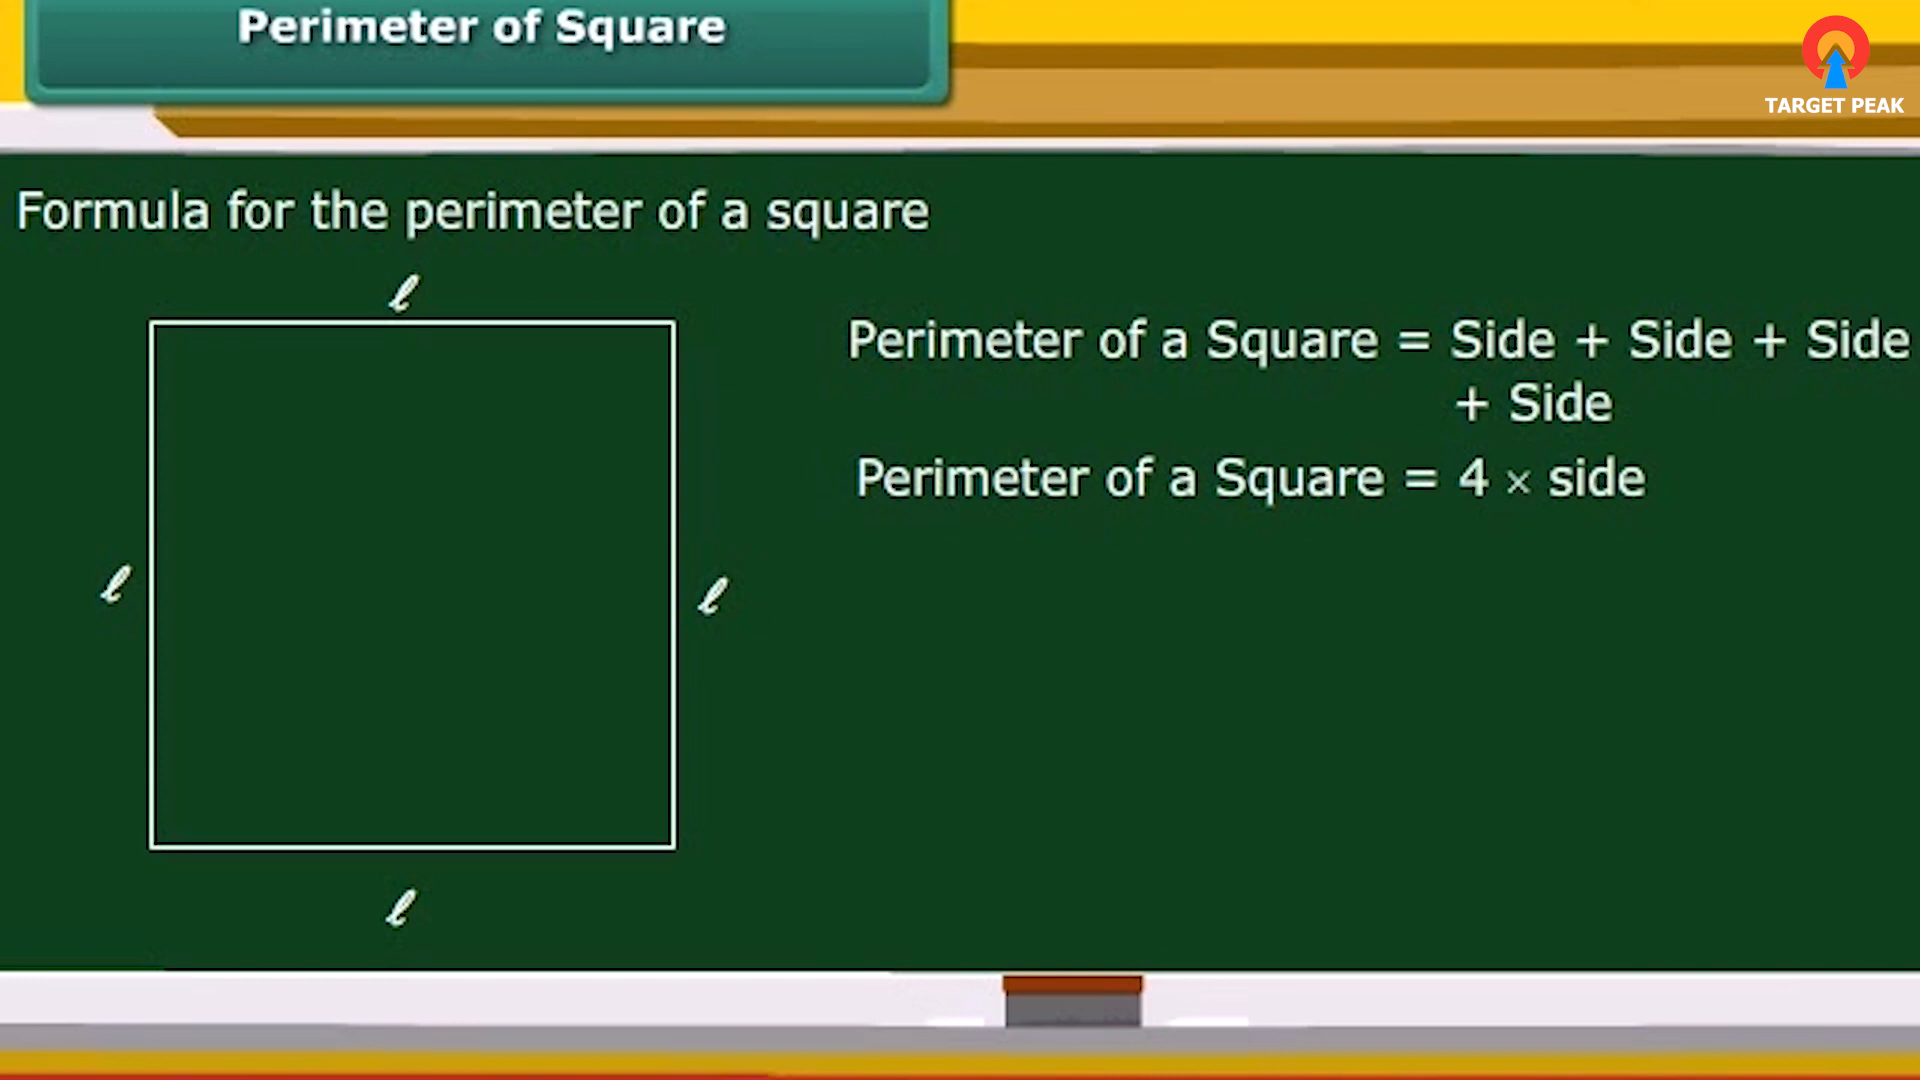 Perimeter of Square
TARGET PEAK
Formula for the perimeter of a square
ℓ
Perimeter of a Square = Side + Side + Side
+ Side
Perimeter of a Square = 4 × side
ℓ
ℓ
ℓ